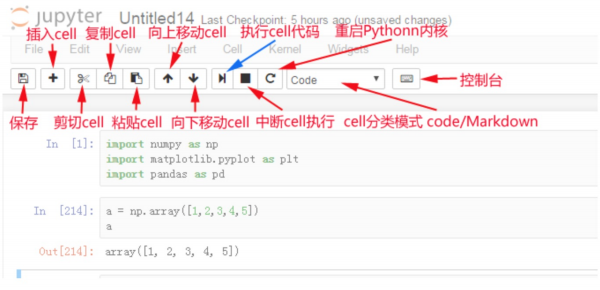 jupyter Untitled14 Last Checkpoint: 5 hours ago (unsaved changes)
插入cell 复制cell 向上移动cell 执行cell代码 重启Pythonn内核
File Edit View Insert Cell Kernel Widgets Help
Code
控制台
保存 剪切cell 粘贴cell 向下移动cell 中断cell执行 cell分类模式 code/Markdown
In [1]: import numpy as np
import matplotlib.pyplot as plt
import pandas as pd
In [214]: a = np.array([1,2,3,4,5])
a
Out[214]: array([1, 2, 3, 4, 5])